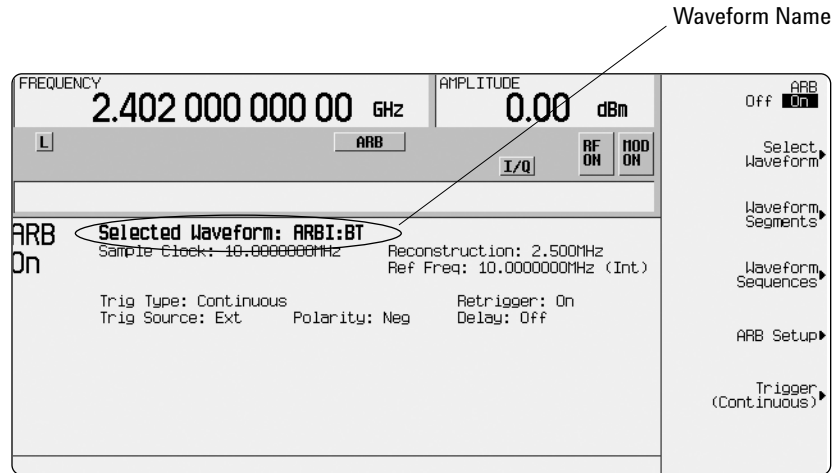 Waveform Name
FREQUENCY
2.402 000 000 00 GHz
AMPLITUDE
0.00 dBm
L
ARB
I/Q
RF ON
MOD ON
ARB On
Selected Waveform: ARBI:BT
Sample Clock: 10.0000000MHz
Reconstruction: 2.500MHz
Ref Freq: 10.0000000MHz (Int)
Trig Type: Continuous
Retrigger: On
Trig Source: Ext
Polarity: Neg
Delay: Off
ARB
Off On
Select
Waveform
Waveform
Segments
Waveform
Sequences
ARB Setup
Trigger
(Continuous)